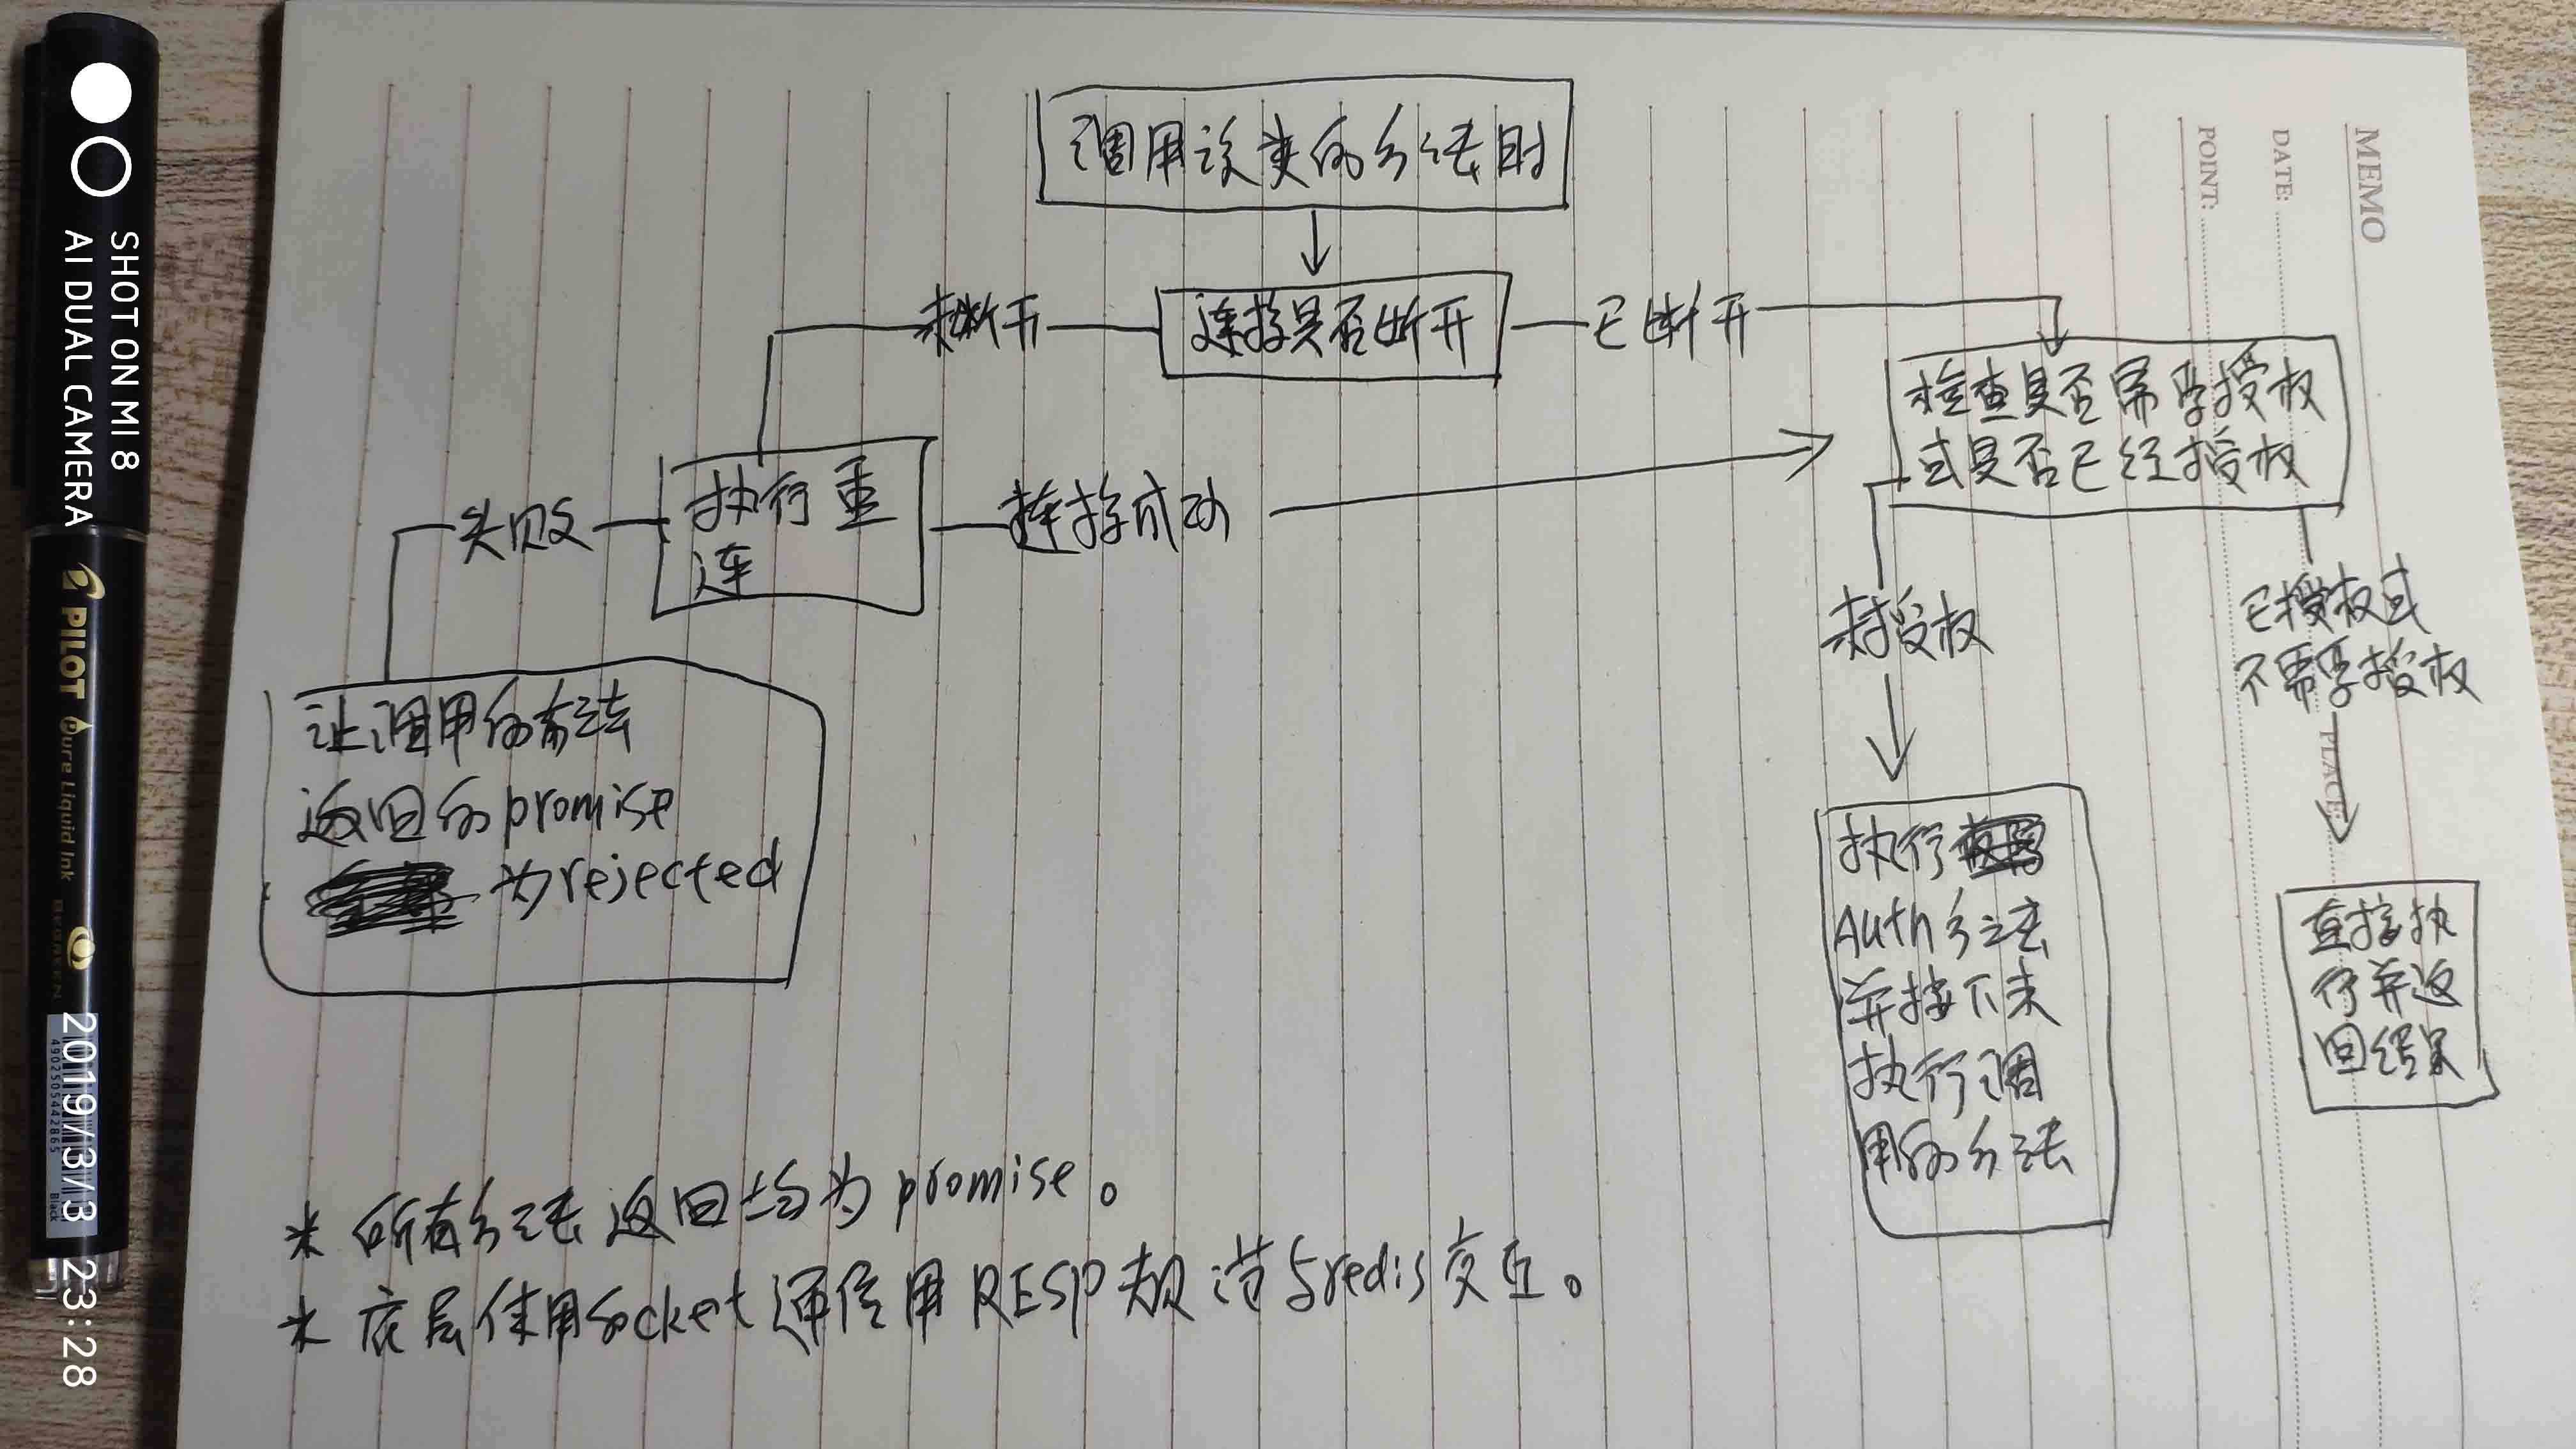 调用该类的方法时
未断开
连接是否断开
已断开
检查是否需要授权
或是否已经授权
失败
执行重
连
连接成功
未授权
已授权或
不需要授权
让调用的方法
返回的promise
为rejected
执行
Auth方法
并接下来
执行调
用的方法
直接执
行并返
回结果
* 所有方法返回均为promise。
* 底层使用socket通信用RESP规范与redis交互。
MEMO
DATE:
POINT:
PLACE:
SHOT ON MI 8
AI DUAL CAMERA
2019/3/3 23:28
PILOT
Pure Liquid Ink
BeGREEN
4902505442865
Black